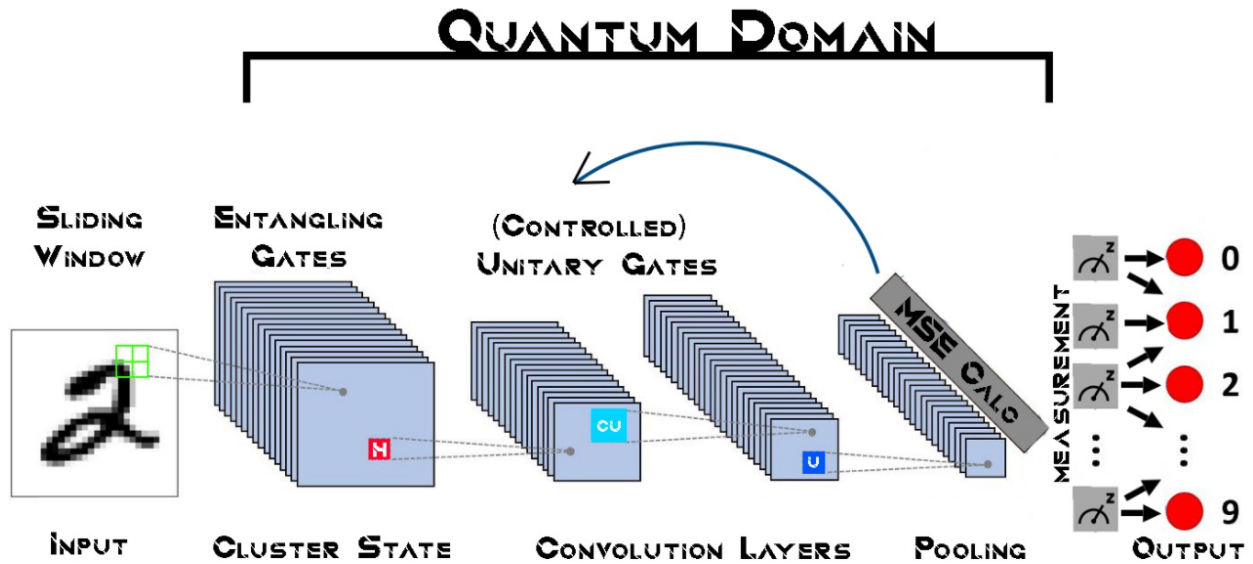 QUANTUM DOMAIN
SLIDING
WINDOW
ENTANGLING
GATES
(CONTROLLED)
UNITARY GATES
H
CU
U
MSE CALC
MEASUREMENT
Z
Z
Z
Z
0
1
2
...
...
9
INPUT
CLUSTER STATE
CONVOLUTION LAYERS
POOLING
OUTPUT